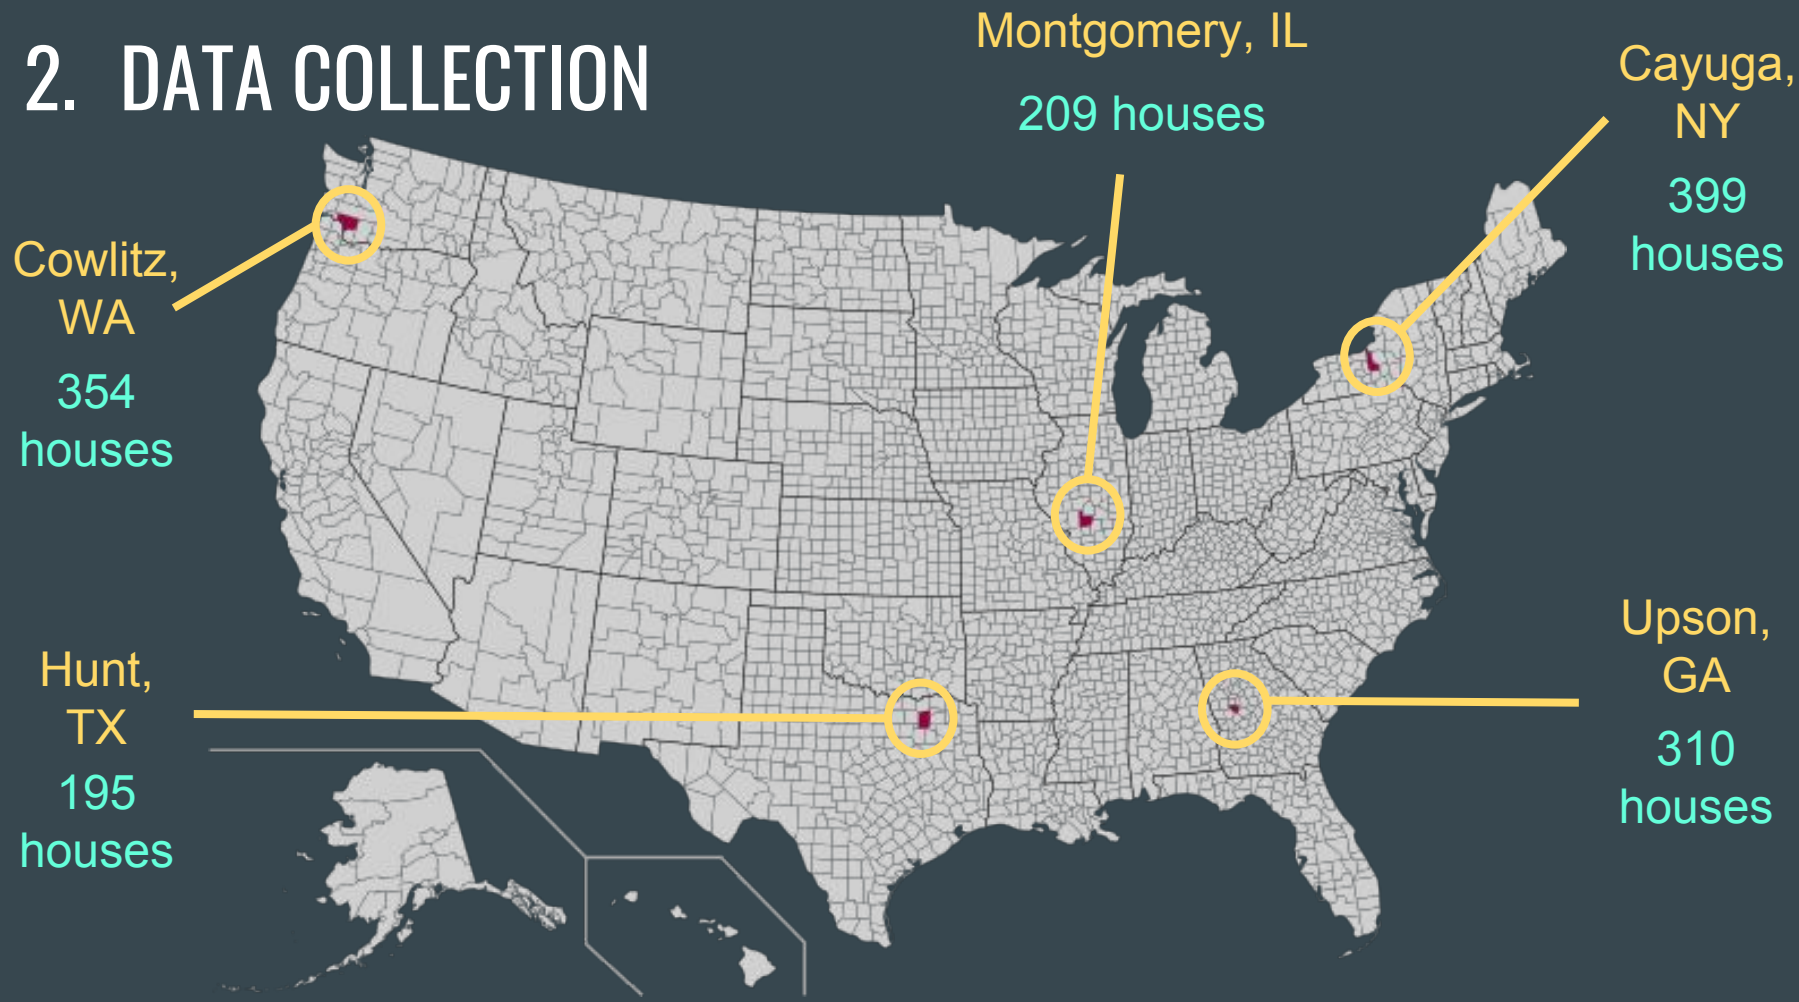 2. DATA COLLECTION
Montgomery, IL
209 houses
Cayuga,
NY
399
houses
Cowlitz,
WA
354
houses
Hunt,
TX
195
houses
Upson,
GA
310
houses